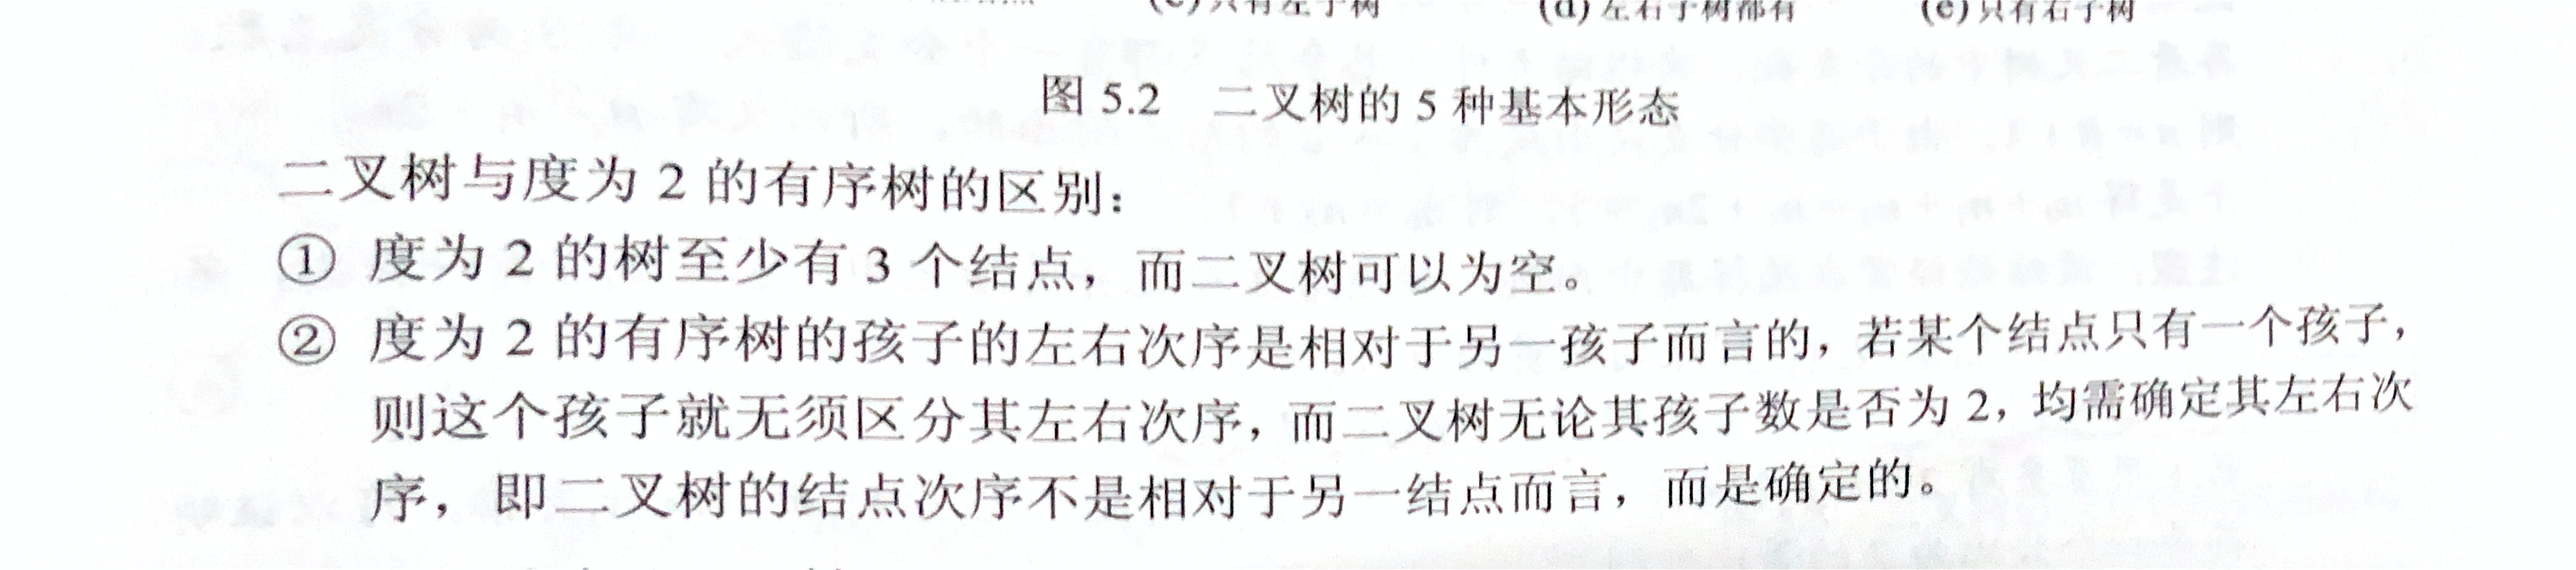 (c) 只有左子树 (d) 左右子树都有 (e) 只有右子树
图 5.2 二叉树的 5 种基本形态
二叉树与度为 2 的有序树的区别：
① 度为 2 的树至少有 3 个结点，而二叉树可以为空。
② 度为 2 的有序树的孩子的左右次序是相对于另一孩子而言的，若某个结点只有一个孩子，
则这个孩子就无须区分其左右次序，而二叉树无论其孩子数是否为 2，均需确定其左右次
序，即二叉树的结点次序不是相对于另一结点而言，而是确定的。